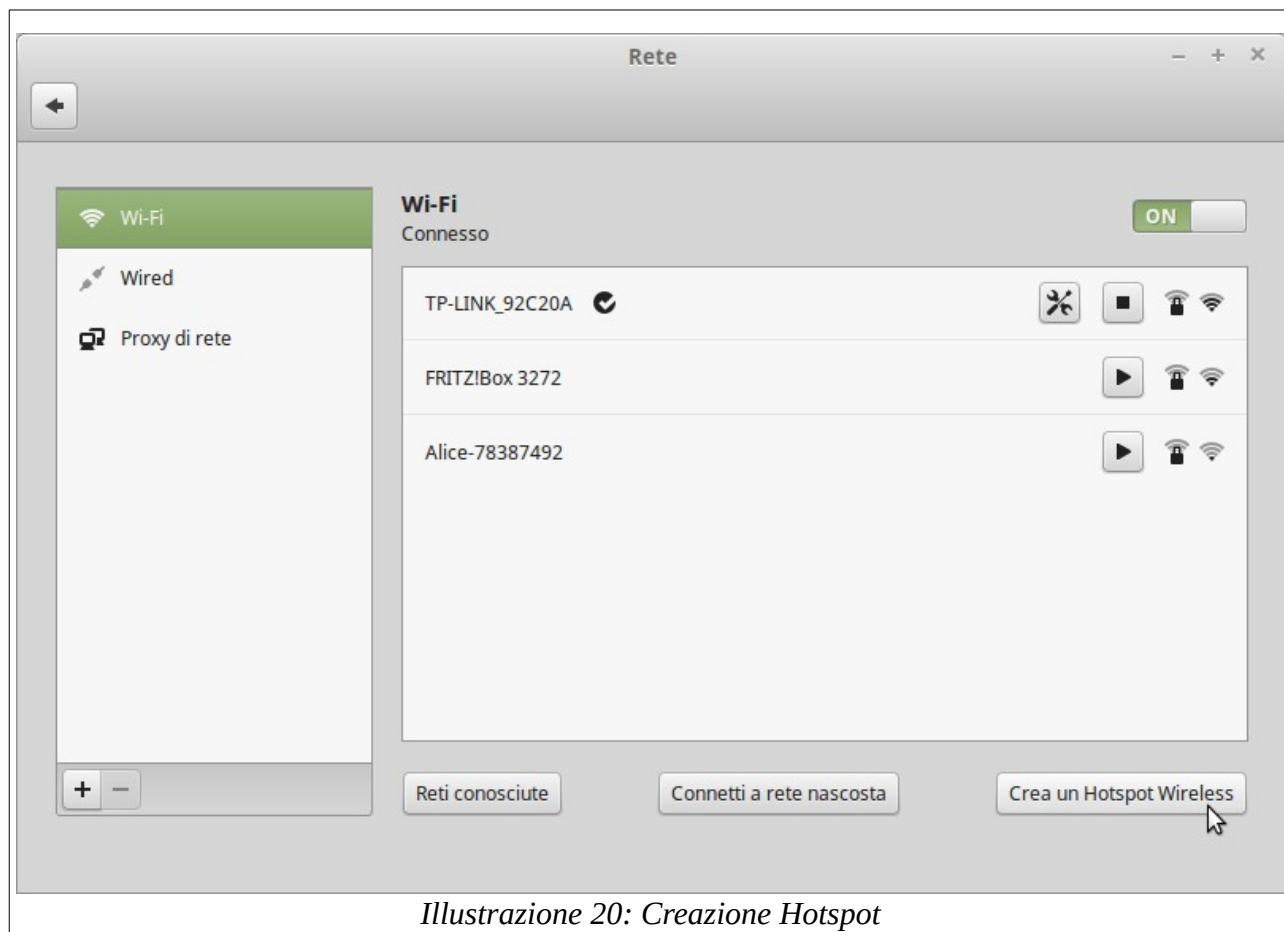 Rete
Wi-Fi
Wired
Proxy di rete
Wi-Fi
Connesso
ON
TP-LINK_92C20A
FRITZ!Box 3272
Alice-78387492
Reti conosciute
Connetti a rete nascosta
Crea un Hotspot Wireless
Illustrazione 20: Creazione Hotspot